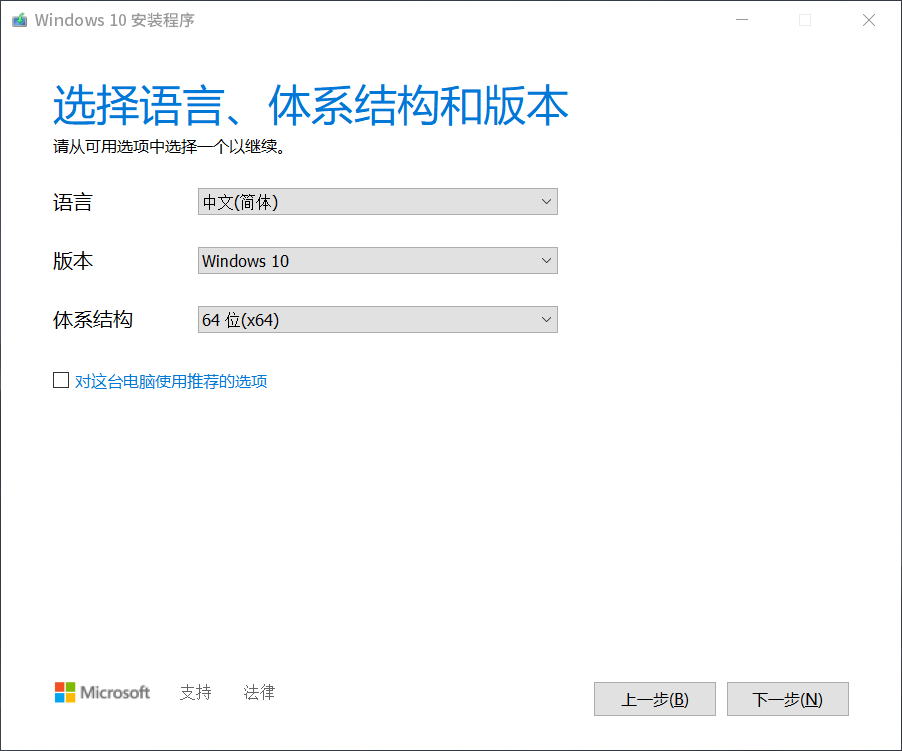 Windows 10 安装程序
选择语言、体系结构和版本
请从可用选项中选择一个以继续。
语言
中文(简体)
版本
Windows 10
体系结构
64 位(x64)
对这台电脑使用推荐的选项
Microsoft 支持 法律 上一步(B) 下一步(N)